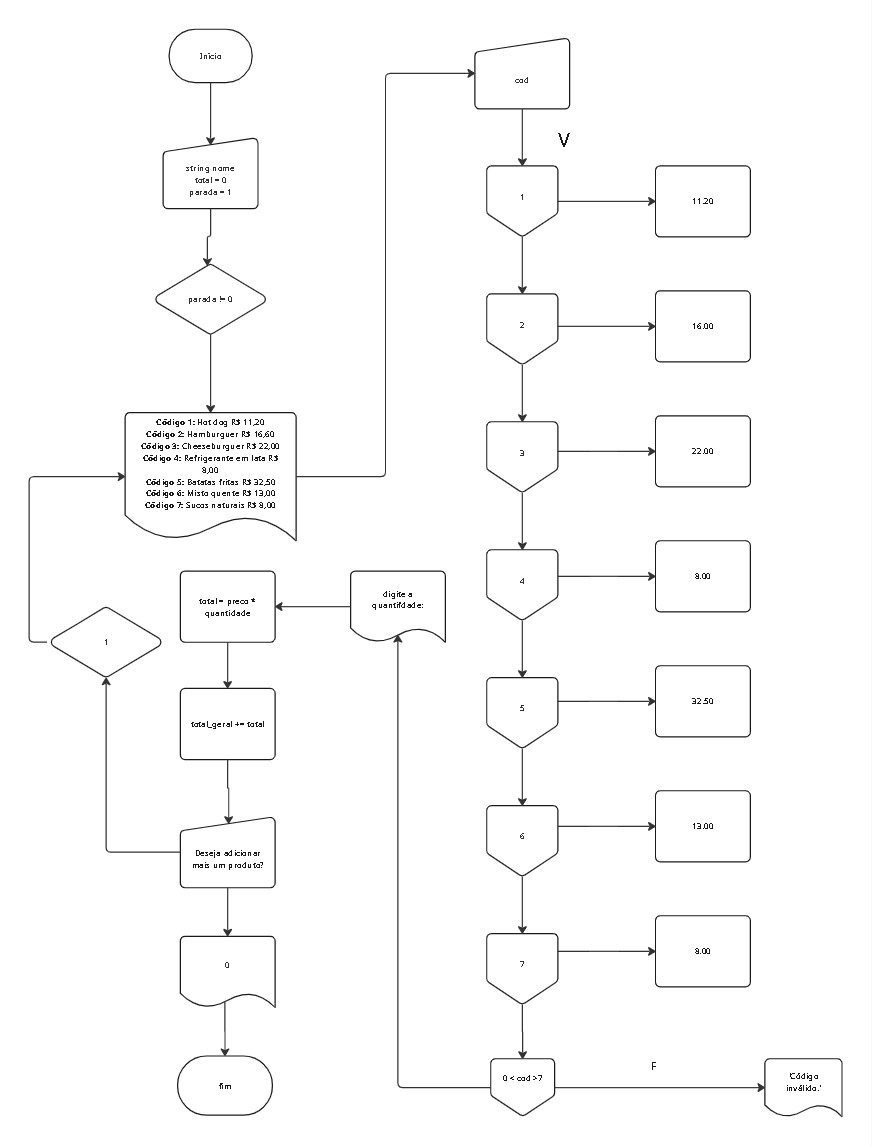 Início
string nome
total = 0
parada = 1
parada != 0
Código 1: Hot dog R$ 11,20
Código 2: Hamburguer R$ 16,60
Código 3: Cheeseburguer R$ 22,00
Código 4: Refrigerante em lata R$
8,00
Código 5: Batatas fritas R$ 32,50
Código 6: Misto quente R$ 13,00
Código 7: Sucos naturais R$ 8,00
cod
V
1
11.20
2
16.00
3
22.00
4
8.00
5
32.50
6
13.00
7
8.00
0 < cod >7
F
'Código
inválido.'
digite a
quantifdade:
total = preco *
quantidade
total_geral += total
Deseja adicionar
mais um produto?
1
0
fim